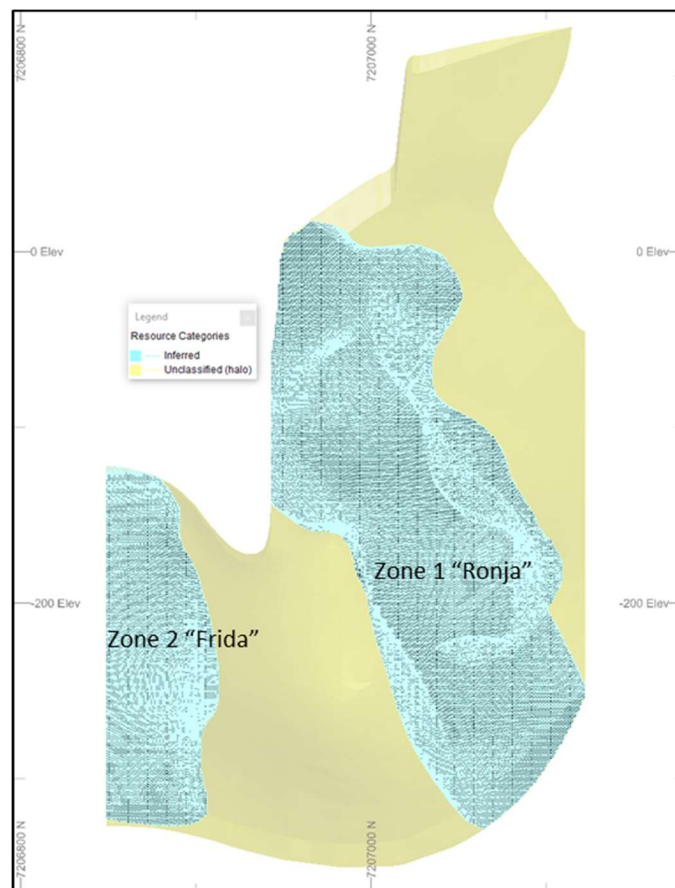 7206800 N
7207000 N
0 Elev
0 Elev
Legend
Resource Categories
Inferred
Unclassified (halo)
Zone 1 “Ronja”
-200 Elev
-200 Elev
Zone 2 “Frida”
7206800 N
7207000 N